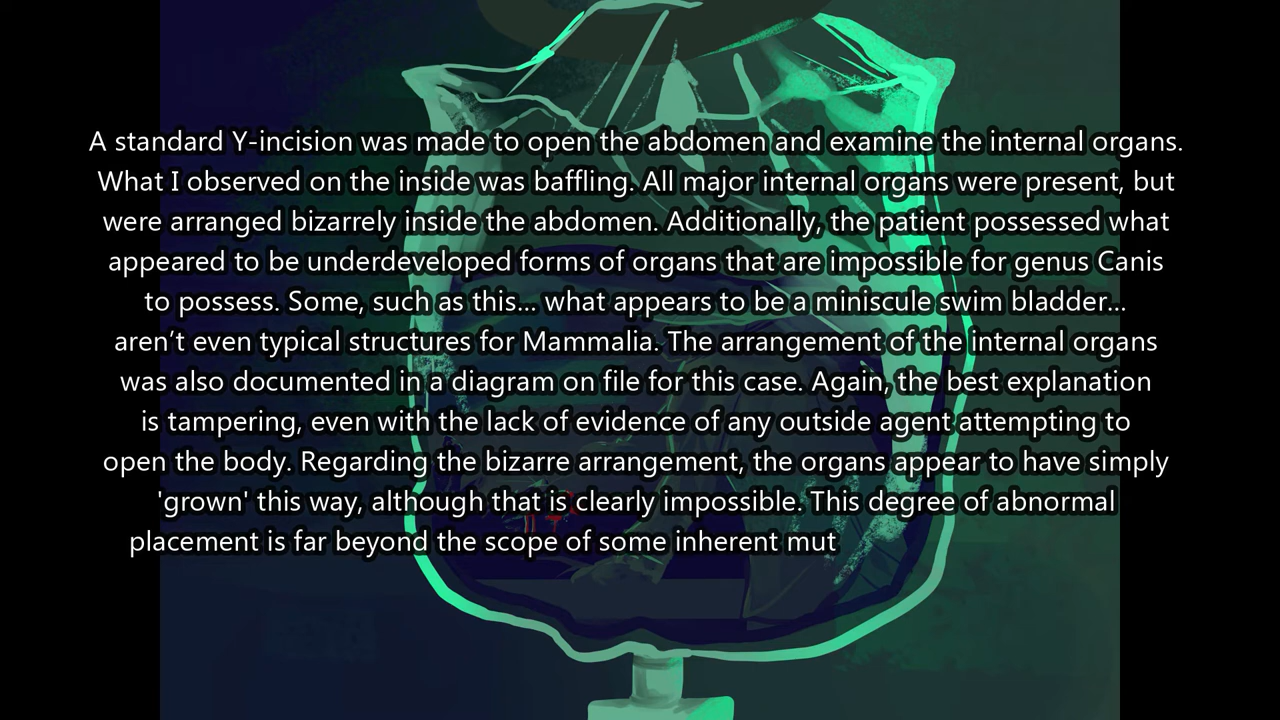 A standard Y-incision was made to open the abdomen and examine the internal organs.
What I observed on the inside was baffling. All major internal organs were present, but
were arranged bizarrely inside the abdomen. Additionally, the patient possessed what
appeared to be underdeveloped forms of organs that are impossible for genus Canis
to possess. Some, such as this... what appears to be a miniscule swim bladder...
aren’t even typical structures for Mammalia. The arrangement of the internal organs
was also documented in a diagram on file for this case. Again, the best explanation
is tampering, even with the lack of evidence of any outside agent attempting to
open the body. Regarding the bizarre arrangement, the organs appear to have simply
'grown' this way, although that is clearly impossible. This degree of abnormal
placement is far beyond the scope of some inherent mut